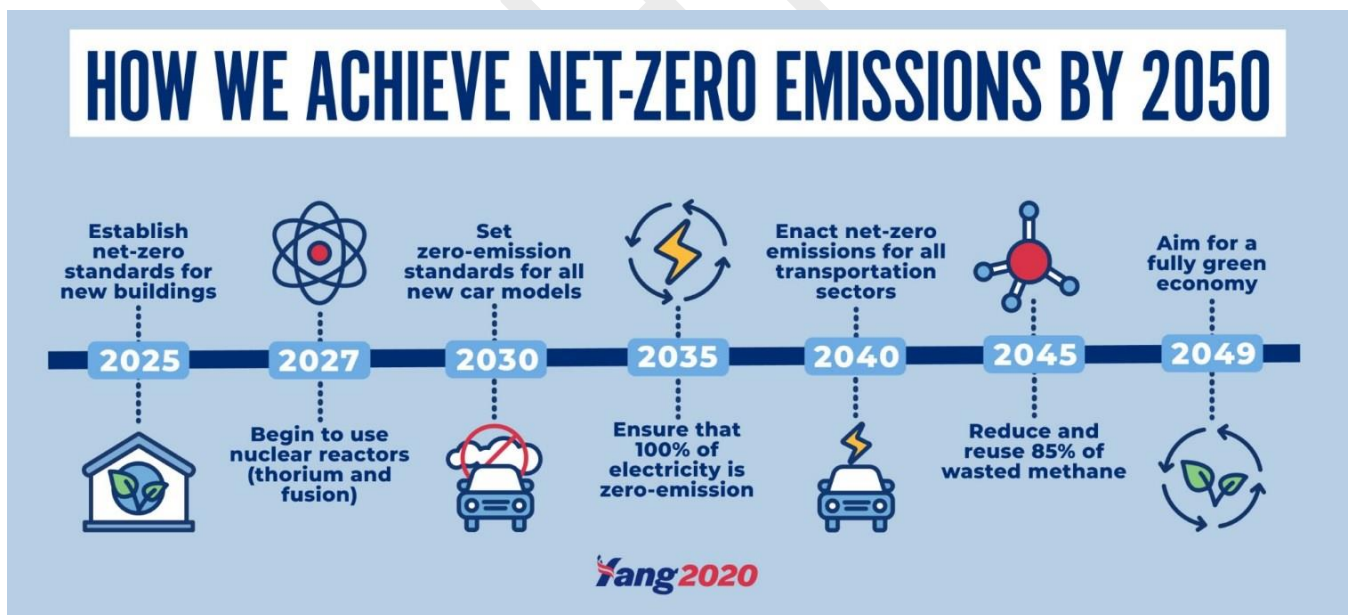 HOW WE ACHIEVE NET-ZERO EMISSIONS BY 2050
Establish
net-zero
standards for
new buildings
2025
2027
Begin to use
nuclear reactors
(thorium and
fusion)
Set
zero-emission
standards for all
new car models
2030
2035
Ensure that
100% of
electricity is
zero-emission
Enact net-zero
emissions for all
transportation
sectors
2040
2045
Reduce and
reuse 85% of
wasted methane
Aim for a
fully green
economy
2049
Yang2020